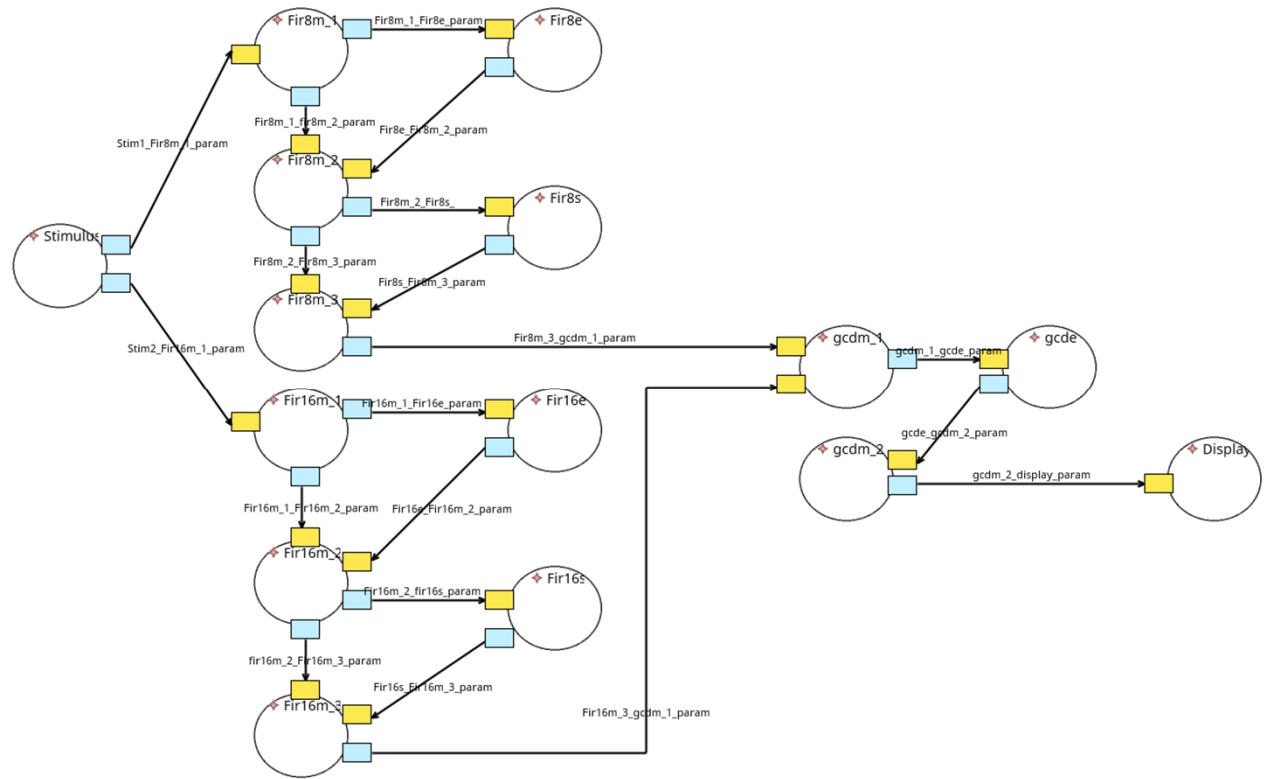 Fir8m_1
Fir8m_1_Fir8e_param
Fir8e
Fir8m_1_fir8m_2_param
Fir8e_Fir8m_2_param
Stim1_Fir8m_1_param
Fir8m_2
Fir8m_2_Fir8s_
Fir8s
Stimulus
Fir8m_2_Fir8m_3_param
Fir8s_Fir8m_3_param
Fir8m_3
Fir8m_3_gcdm_1_param
gcdm_1
gcdm_1_gcde_param
gcde
Stim2_Fir16m_1_param
Fir16m_1
Fir16m_1_Fir16e_param
Fir16e
gcde_gcdm_2_param
gcdm_2
gcdm_2_display_param
Display
Fir16m_1_Fir16m_2_param
Fir16e_Fir16m_2_param
Fir16m_2
Fir16m_2_fir16s_param
Fir16s
fir16m_2_Fir16m_3_param
Fir16s_Fir16m_3_param
Fir16m_3
Fir16m_3_gcdm_1_param